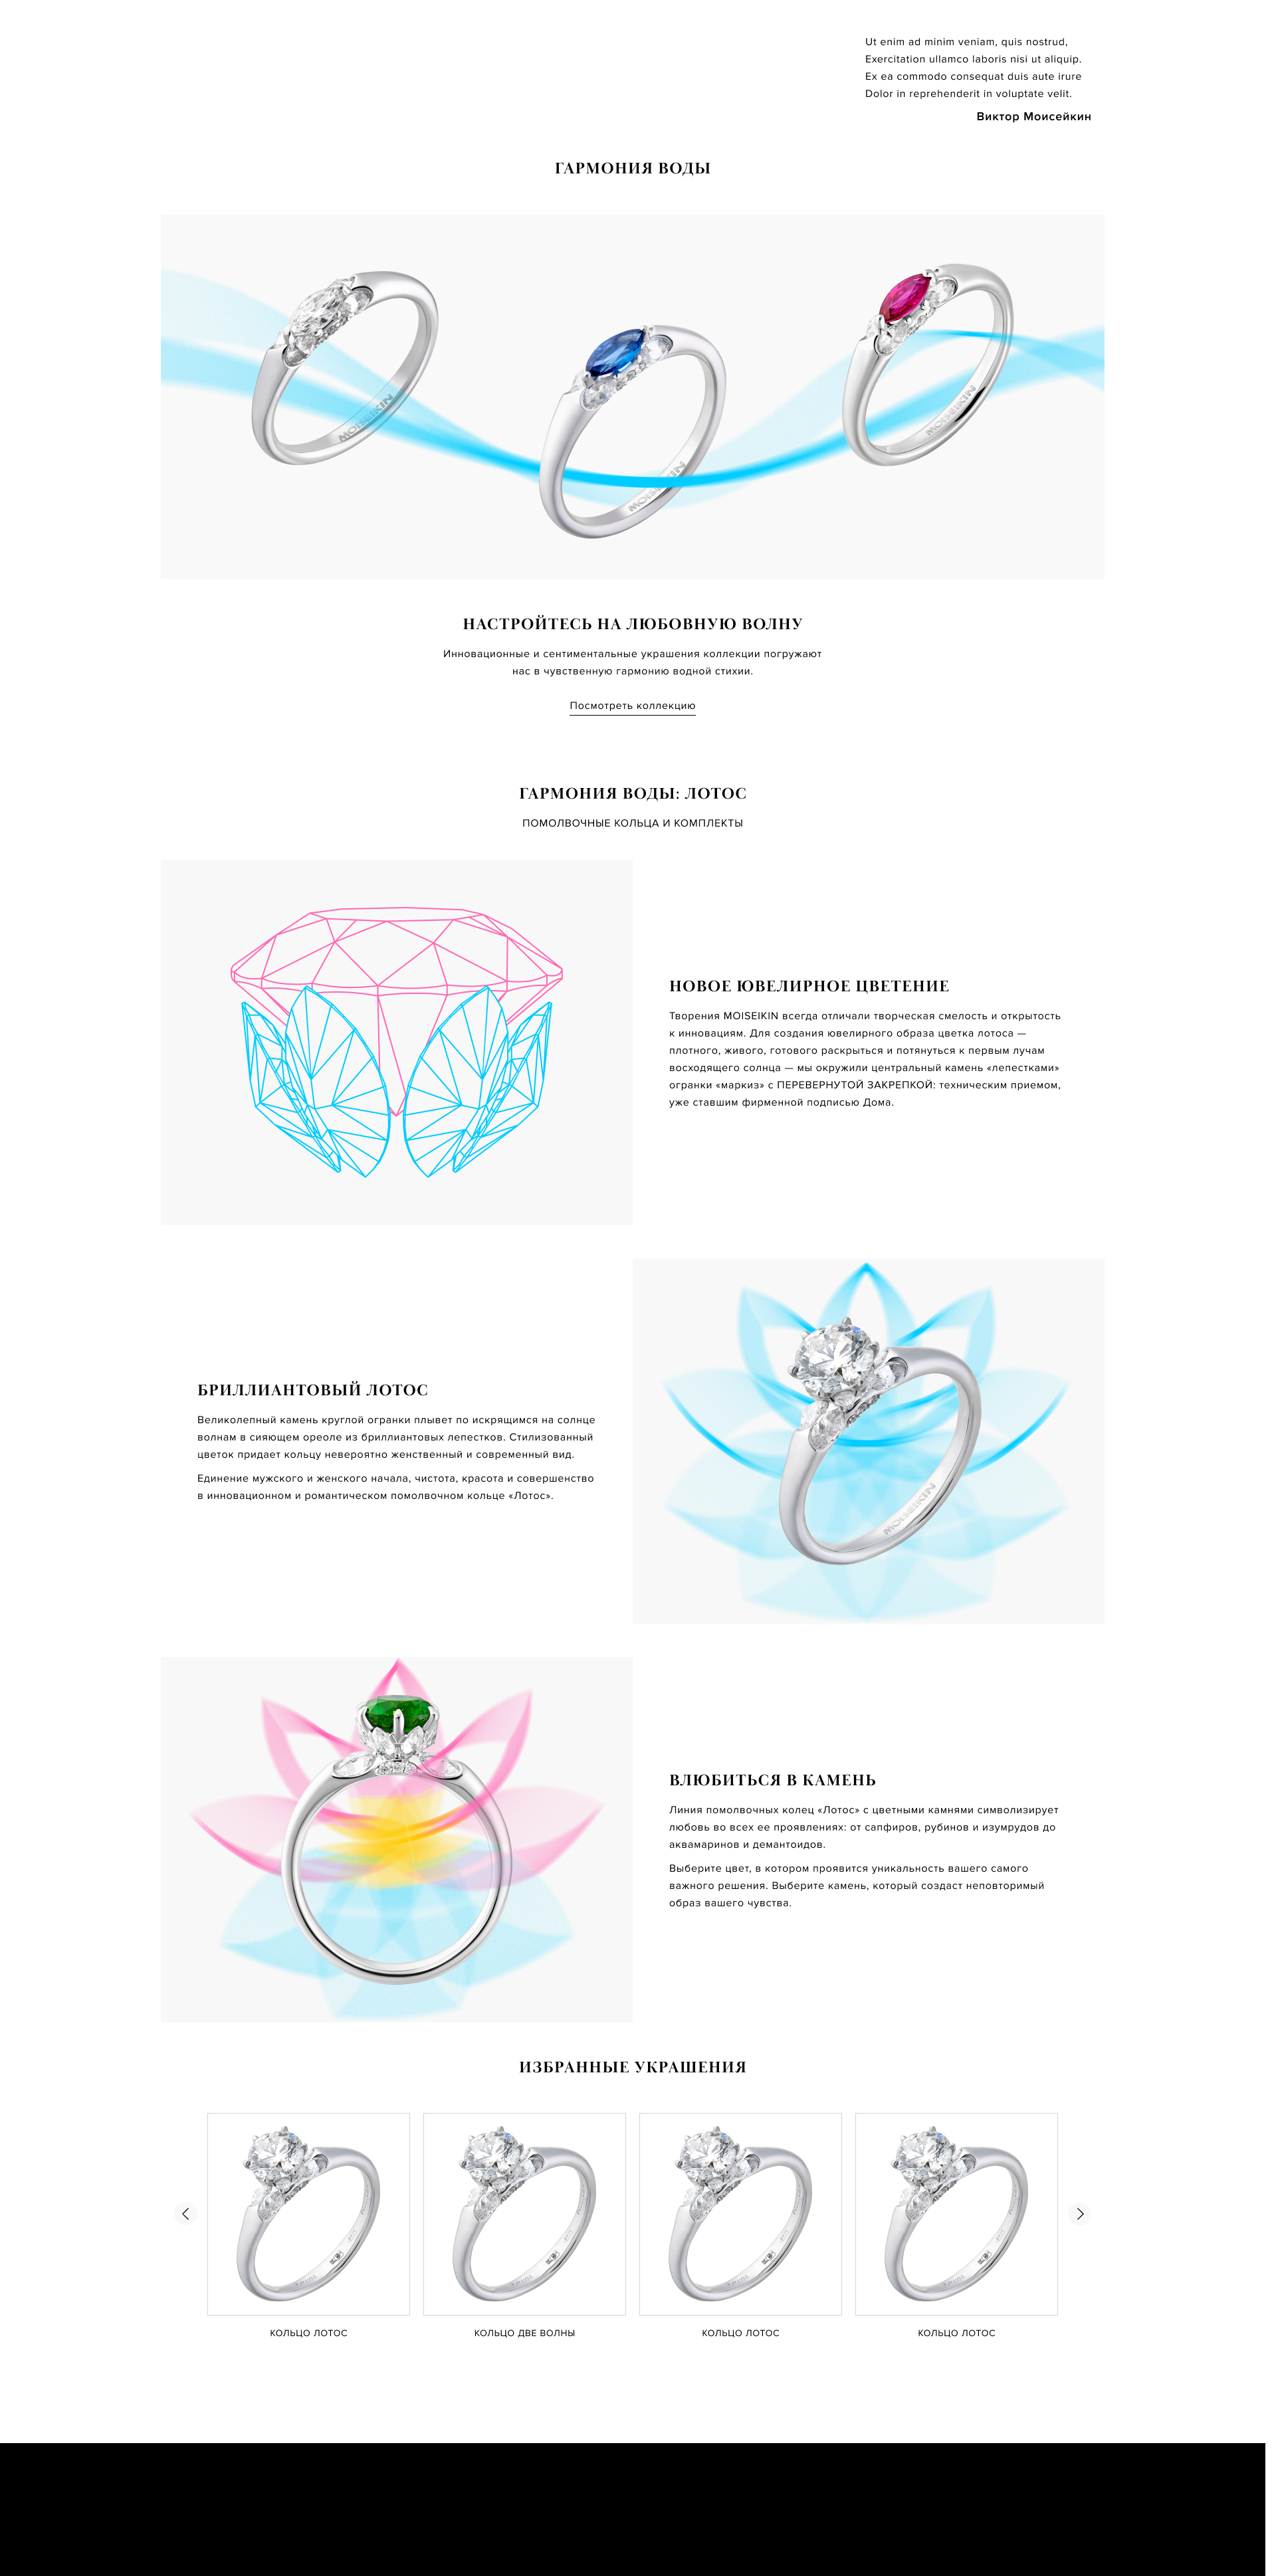 Ut enim ad minim veniam, quis nostrud,
Exercitation ullamco laboris nisi ut aliquip.
Ex ea commodo consequat duis aute irure
Dolor in reprehenderit in voluptate velit.
Виктор Моисейкин
ГАРМОНИЯ ВОДЫ
MOISEIKIN
MOISEIKIN
MOISEIKIN
НАСТРОЙТЕСЬ НА ЛЮБОВНУЮ ВОЛНУ
Инновационные и сентиментальные украшения коллекции погружают
нас в чувственную гармонию водной стихии.
Посмотреть коллекцию
ГАРМОНИЯ ВОДЫ: ЛОТОС
ПОМОЛВОЧНЫЕ КОЛЬЦА И КОМПЛЕКТЫ
НОВОЕ ЮВЕЛИРНОЕ ЦВЕТЕНИЕ
Творения MOISEIKIN всегда отличали творческая смелость и открытость
к инновациям. Для создания ювелирного образа цветка лотоса —
плотного, живого, готового раскрыться и потянуться к первым лучам
восходящего солнца — мы окружили центральный камень «лепестками»
огранки «маркиз» с ПЕРЕВЕРНУТОЙ ЗАКРЕПКОЙ: техническим приемом,
уже ставшим фирменной подписью Дома.
БРИЛЛИАНТОВЫЙ ЛОТОС
Великолепный камень круглой огранки плывет по искрящимся на солнце
волнам в сияющем ореоле из бриллиантовых лепестков. Стилизованный
цветок придает кольцу невероятно женственный и современный вид.
Единение мужского и женского начала, чистота, красота и совершенство
в инновационном и романтическом помолвочном кольце «Лотос».
MOISEIKIN
ВЛЮБИТЬСЯ В КАМЕНЬ
Линия помолвочных колец «Лотос» с цветными камнями символизирует
любовь во всех ее проявлениях: от сапфиров, рубинов и изумрудов до
аквамаринов и демантоидов.
Выберите цвет, в котором проявится уникальность вашего самого
важного решения. Выберите камень, который создаст неповторимый
образ вашего чувства.
ИЗБРАННЫЕ УКРАШЕНИЯ
КОЛЬЦО ЛОТОС
КОЛЬЦО ДВЕ ВОЛНЫ
КОЛЬЦО ЛОТОС
КОЛЬЦО ЛОТОС